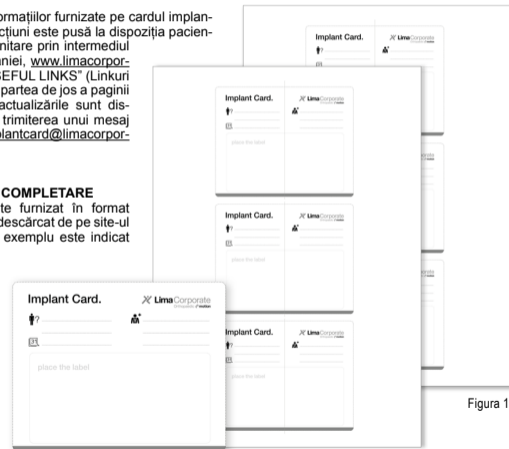 ormațiilor furnizate pe cardul implan-
cțiuni este pusă la dispoziția pacien-
nitare prin intermediul
niei, www.limacorpor-
SEFUL LINKS" (Linkuri
partea de jos a paginii
actualizările sunt dis-
trimiterea unui mesaj
plantcard@limacorpor-
COMPLETARE
te furnizat în format
descărcat de pe site-ul
exemplu este indicat
Implant Card.
LimaCorporate
Implant Card.
LimaCorporate
place the label
Implant Card.
LimaCorporate
place the label
Implant Card.
LimaCorporate
place the label
Implant Card.
LimaCorporate
place the label
Figura 1